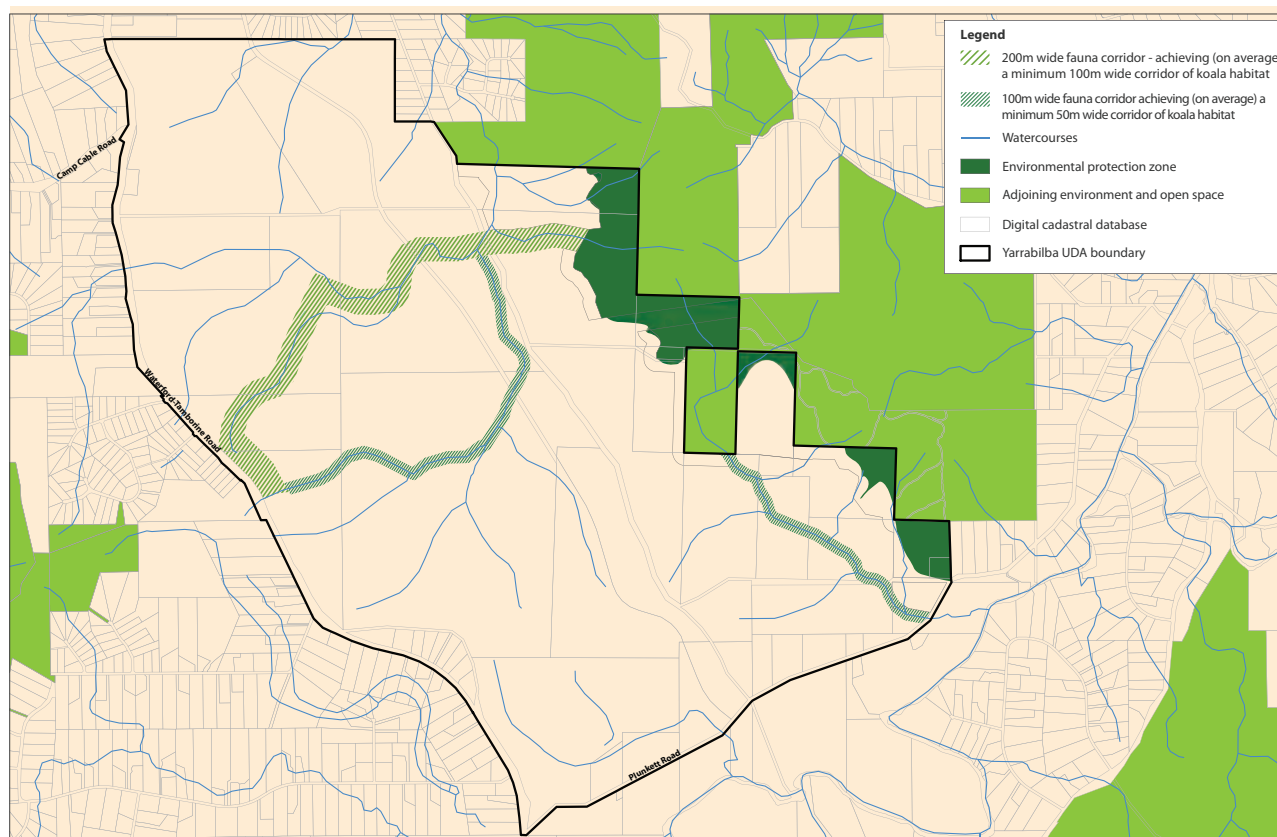 Legend
200m wide fauna corridor - achieving (on average
a minimum 100m wide corridor of koala habitat
100m wide fauna corridor achieving (on average) a
minimum 50m wide corridor of koala habitat
Watercourses
Environmental protection zone
Adjoining environment and open space
Digital cadastral database
Yarrabilba UDA boundary
Camp Cable Road
Waterford-Tamborine Road
Plunkett Road